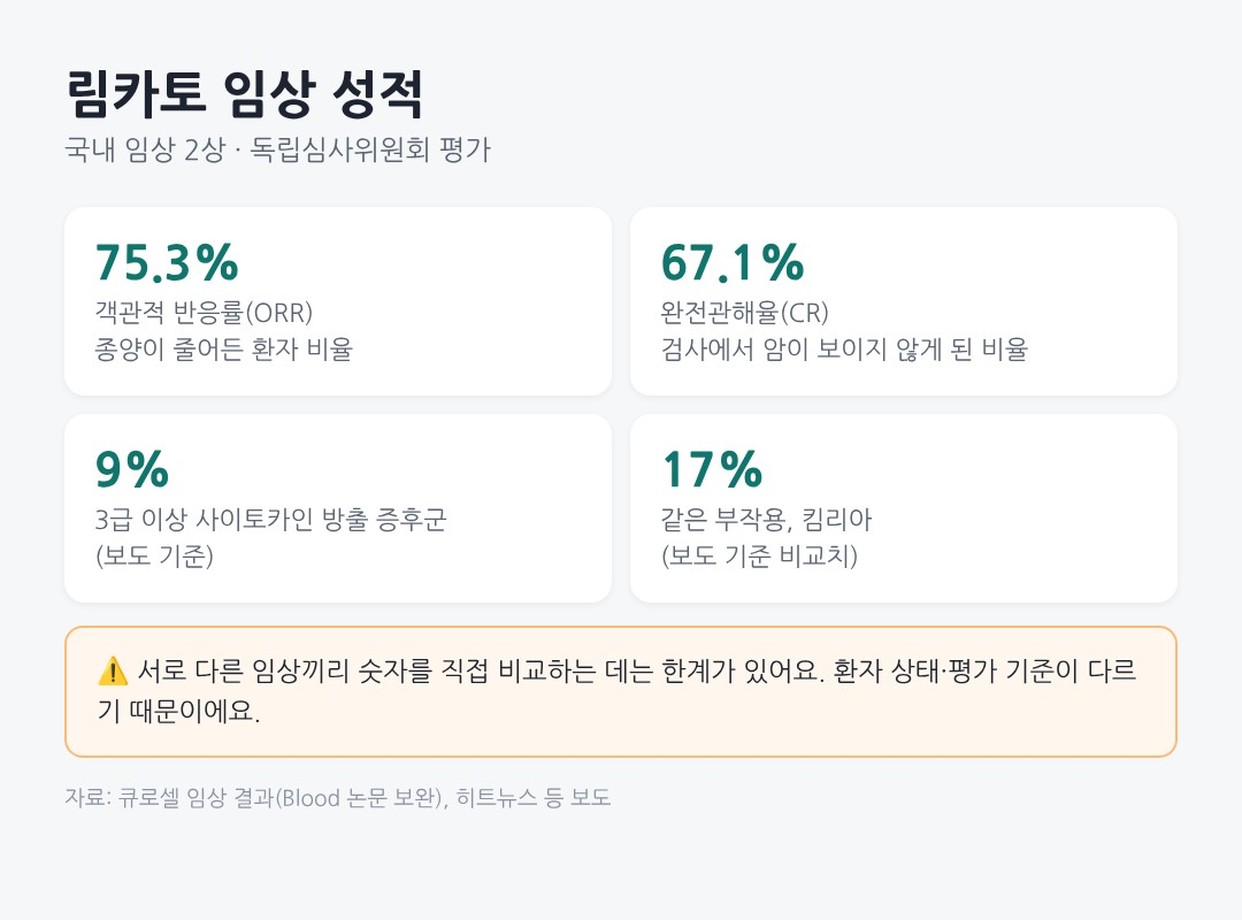 림카토 임상 성적
국내 임상 2상 · 독립심사위원회 평가
75.3%
객관적 반응률(ORR)
종양이 줄어든 환자 비율
67.1%
완전관해율(CR)
검사에서 암이 보이지 않게 된 비율
9%
3급 이상 사이토카인 방출 증후군
(보도 기준)
17%
같은 부작용, 킴리아
(보도 기준 비교치)
⚠️ 서로 다른 임상끼리 숫자를 직접 비교하는 데는 한계가 있어요. 환자 상태·평가 기준이 다르
기 때문이에요.
자료: 큐로셀 임상 결과(Blood 논문 보완), 히트뉴스 등 보도